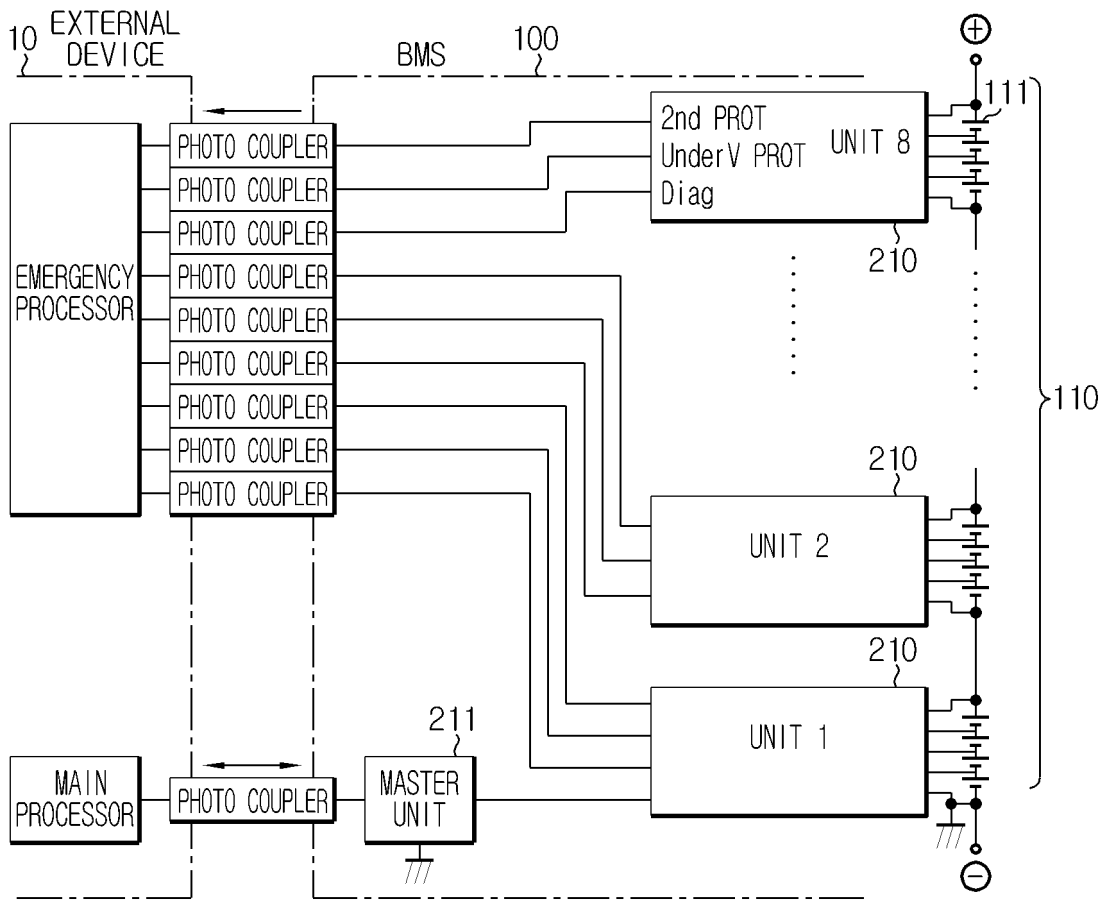 10
EXTERNAL
DEVICE
BMS
100
+
111
EMERGENCY
PROCESSOR
PHOTO COUPLER
PHOTO COUPLER
PHOTO COUPLER
PHOTO COUPLER
PHOTO COUPLER
PHOTO COUPLER
PHOTO COUPLER
PHOTO COUPLER
PHOTO COUPLER
2nd PROT
UnderV PROT
Diag
UNIT 8
210
110
210
UNIT 2
210
UNIT 1
MAIN
PROCESSOR
PHOTO COUPLER
211
MASTER
UNIT
−